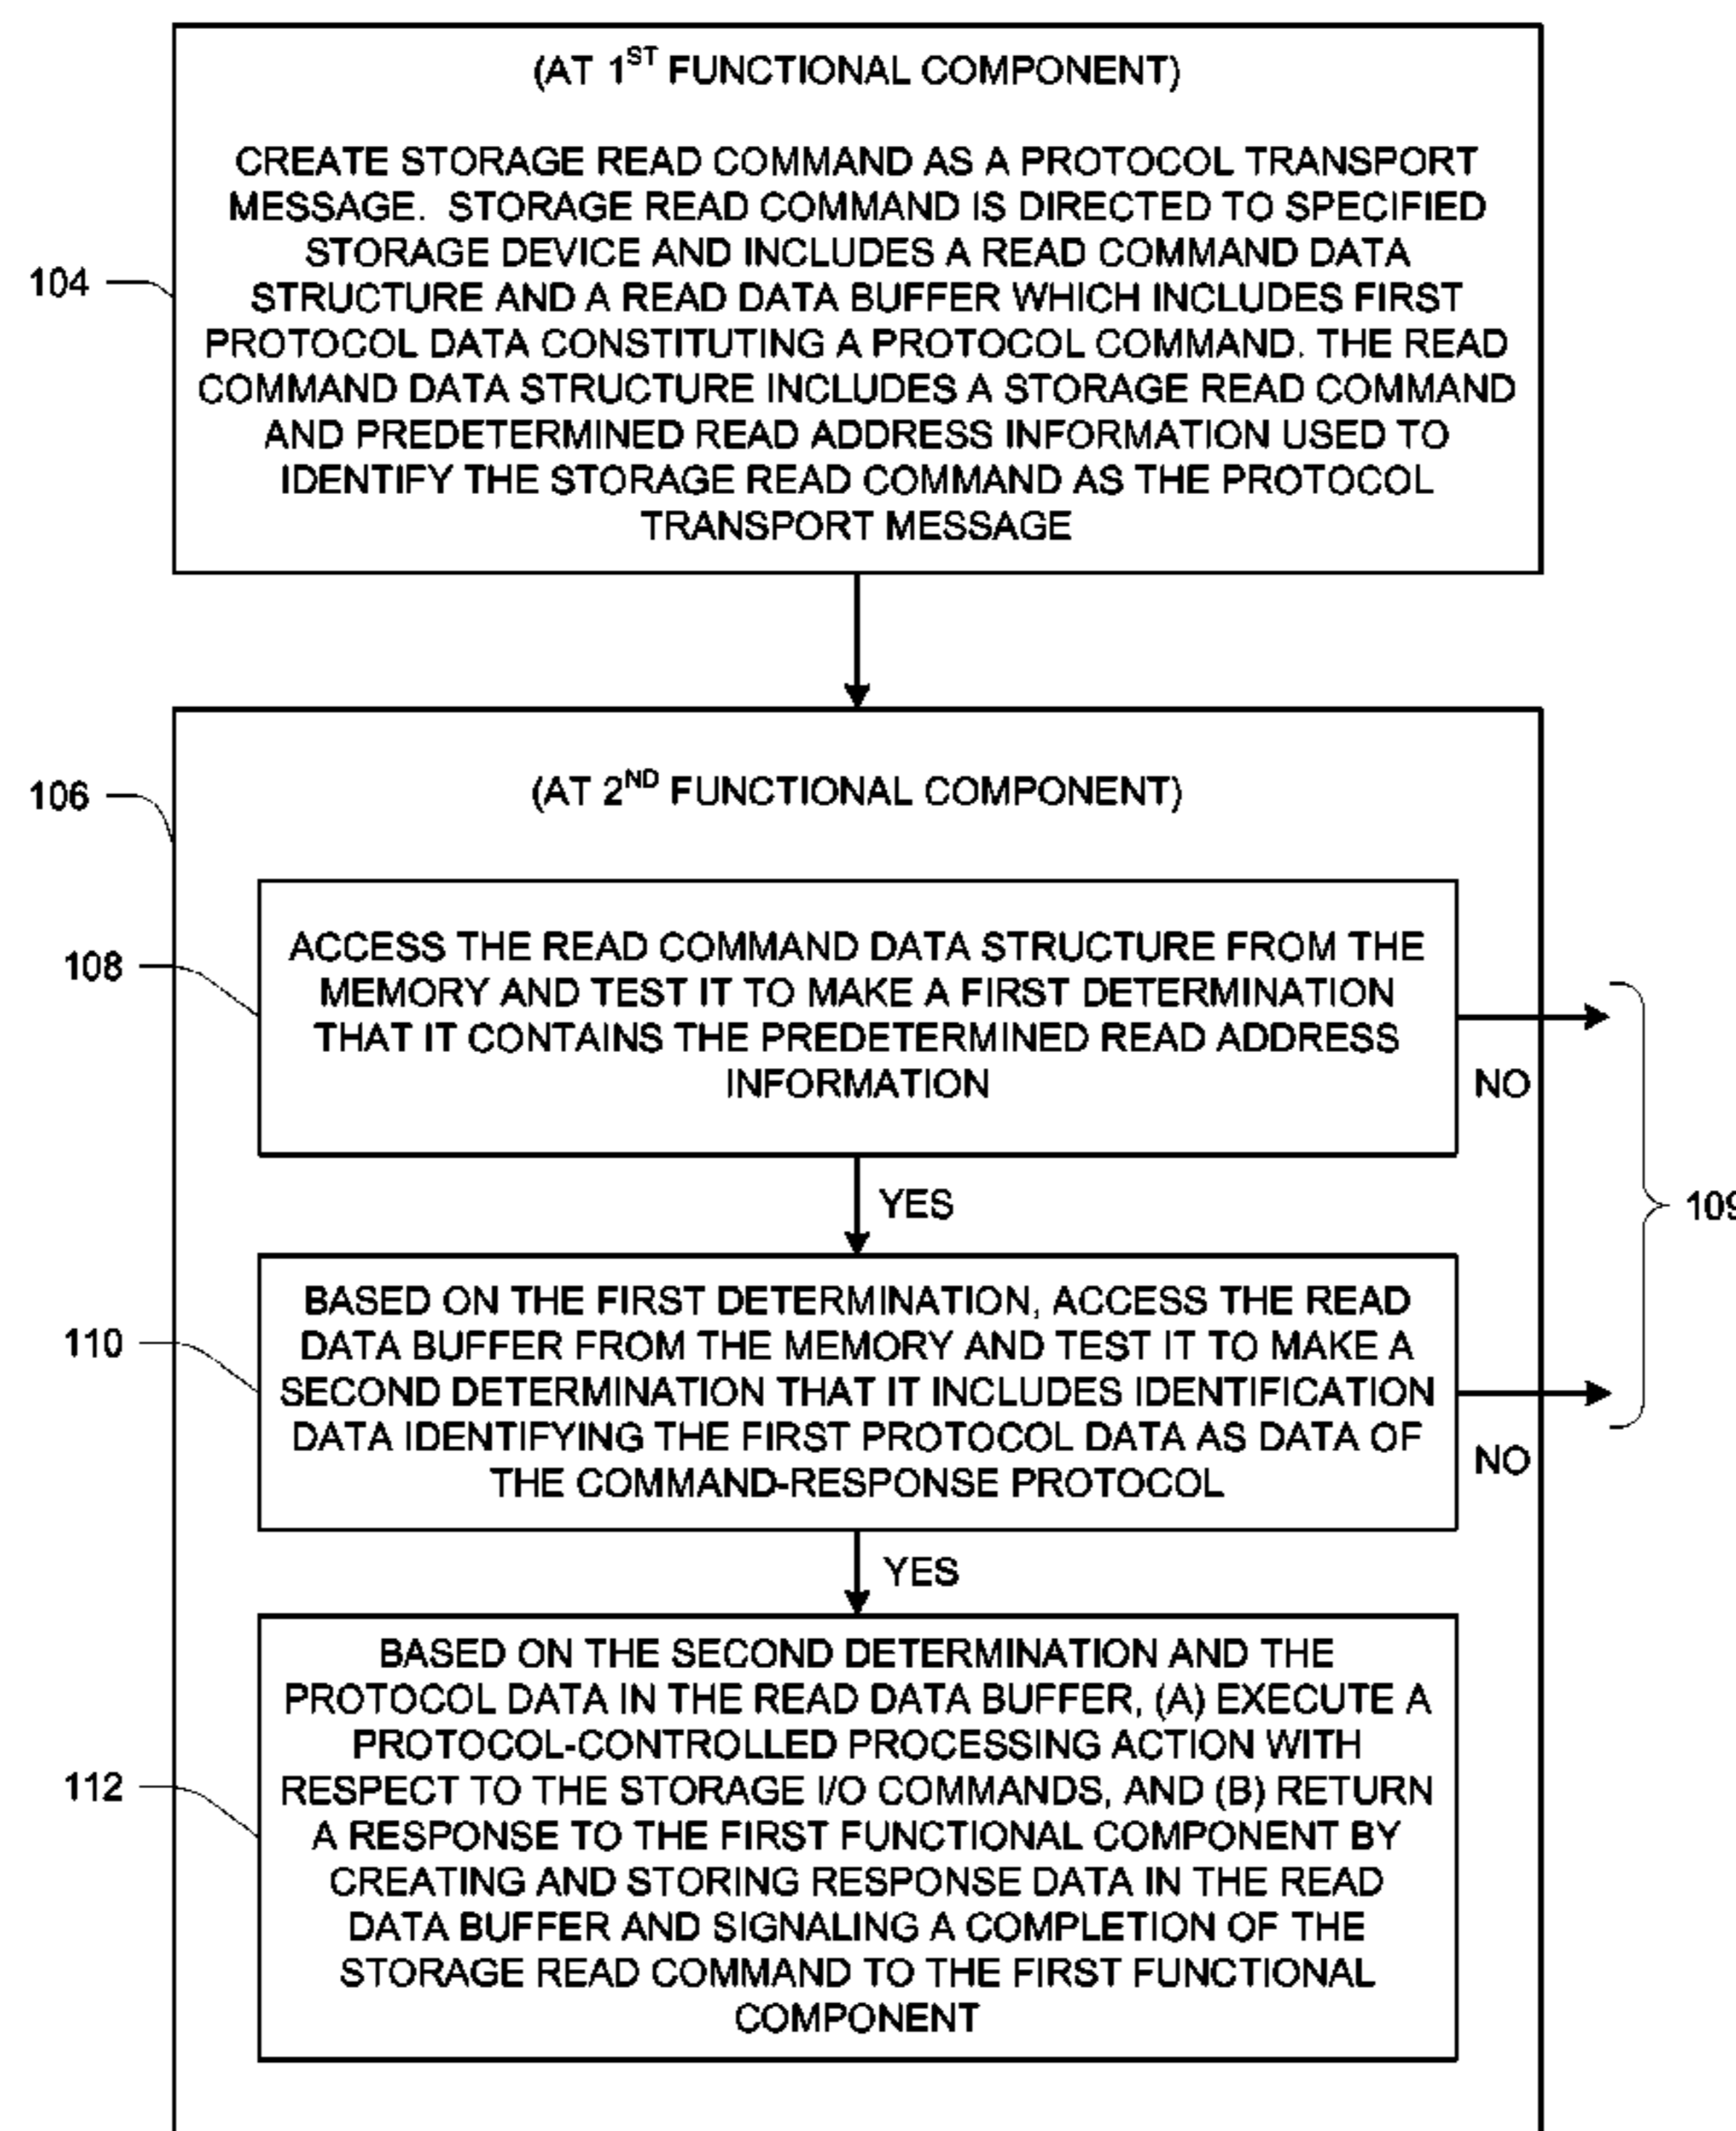 (AT 1ST FUNCTIONAL COMPONENT)
CREATE STORAGE READ COMMAND AS A PROTOCOL TRANSPORT
MESSAGE. STORAGE READ COMMAND IS DIRECTED TO SPECIFIED
STORAGE DEVICE AND INCLUDES A READ COMMAND DATA
STRUCTURE AND A READ DATA BUFFER WHICH INCLUDES FIRST
PROTOCOL DATA CONSTITUTING A PROTOCOL COMMAND. THE READ
COMMAND DATA STRUCTURE INCLUDES A STORAGE READ COMMAND
AND PREDETERMINED READ ADDRESS INFORMATION USED TO
IDENTIFY THE STORAGE READ COMMAND AS THE PROTOCOL
TRANSPORT MESSAGE
104
106
(AT 2ND FUNCTIONAL COMPONENT)
108
ACCESS THE READ COMMAND DATA STRUCTURE FROM THE
MEMORY AND TEST IT TO MAKE A FIRST DETERMINATION
THAT IT CONTAINS THE PREDETERMINED READ ADDRESS
INFORMATION
NO
YES
109
110
BASED ON THE FIRST DETERMINATION, ACCESS THE READ
DATA BUFFER FROM THE MEMORY AND TEST IT TO MAKE A
SECOND DETERMINATION THAT IT INCLUDES IDENTIFICATION
DATA IDENTIFYING THE FIRST PROTOCOL DATA AS DATA OF
THE COMMAND-RESPONSE PROTOCOL
NO
YES
112
BASED ON THE SECOND DETERMINATION AND THE
PROTOCOL DATA IN THE READ DATA BUFFER, (A) EXECUTE A
PROTOCOL-CONTROLLED PROCESSING ACTION WITH
RESPECT TO THE STORAGE I/O COMMANDS, AND (B) RETURN
A RESPONSE TO THE FIRST FUNCTIONAL COMPONENT BY
CREATING AND STORING RESPONSE DATA IN THE READ
DATA BUFFER AND SIGNALING A COMPLETION OF THE
STORAGE READ COMMAND TO THE FIRST FUNCTIONAL
COMPONENT